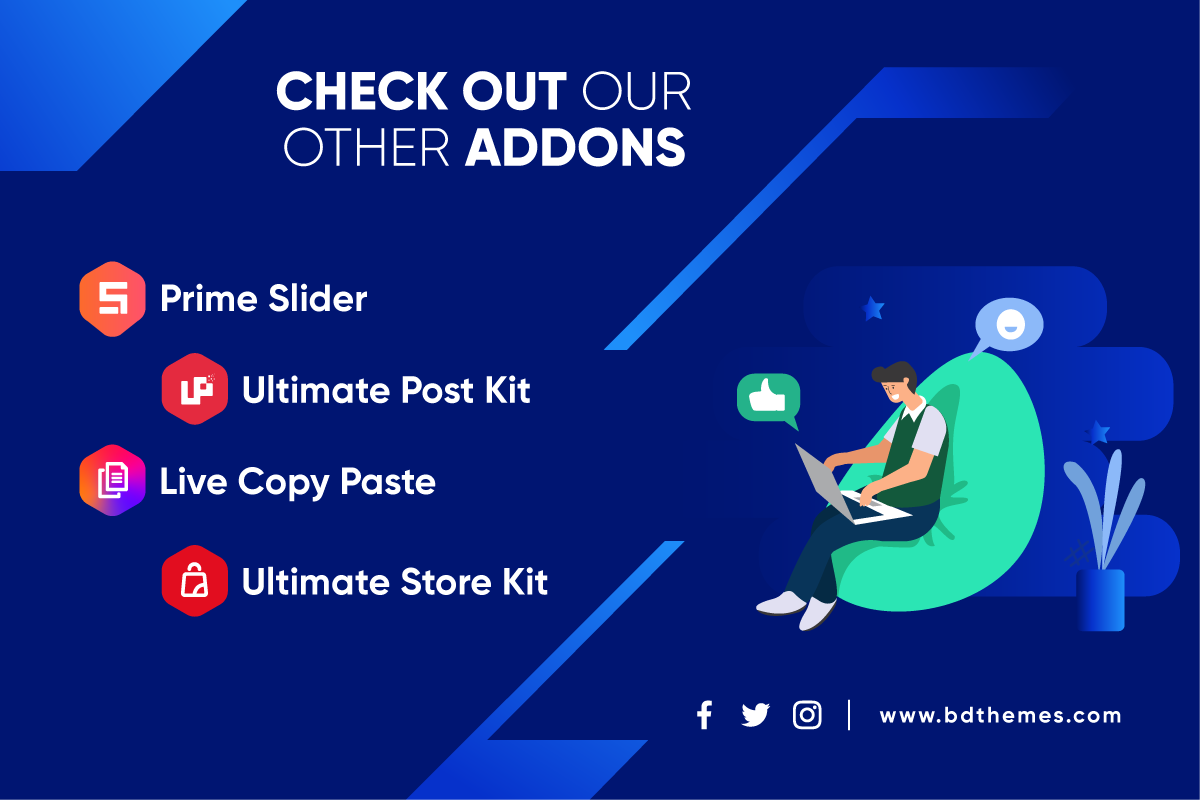 CHECK OUT OUR
OTHER ADDONS
Prime Slider
Ultimate Post Kit
Live Copy Paste
Ultimate Store Kit
www.bdthemes.com